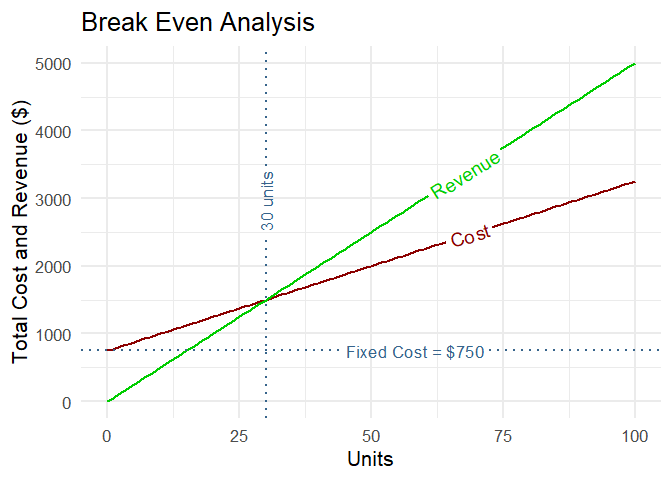 Break Even Analysis
Total Cost and Revenue ($)
5000
4000
3000
2000
1000
0
30 units
Revenue
Cost
Fixed Cost = $750
0
25
50
75
100
Units